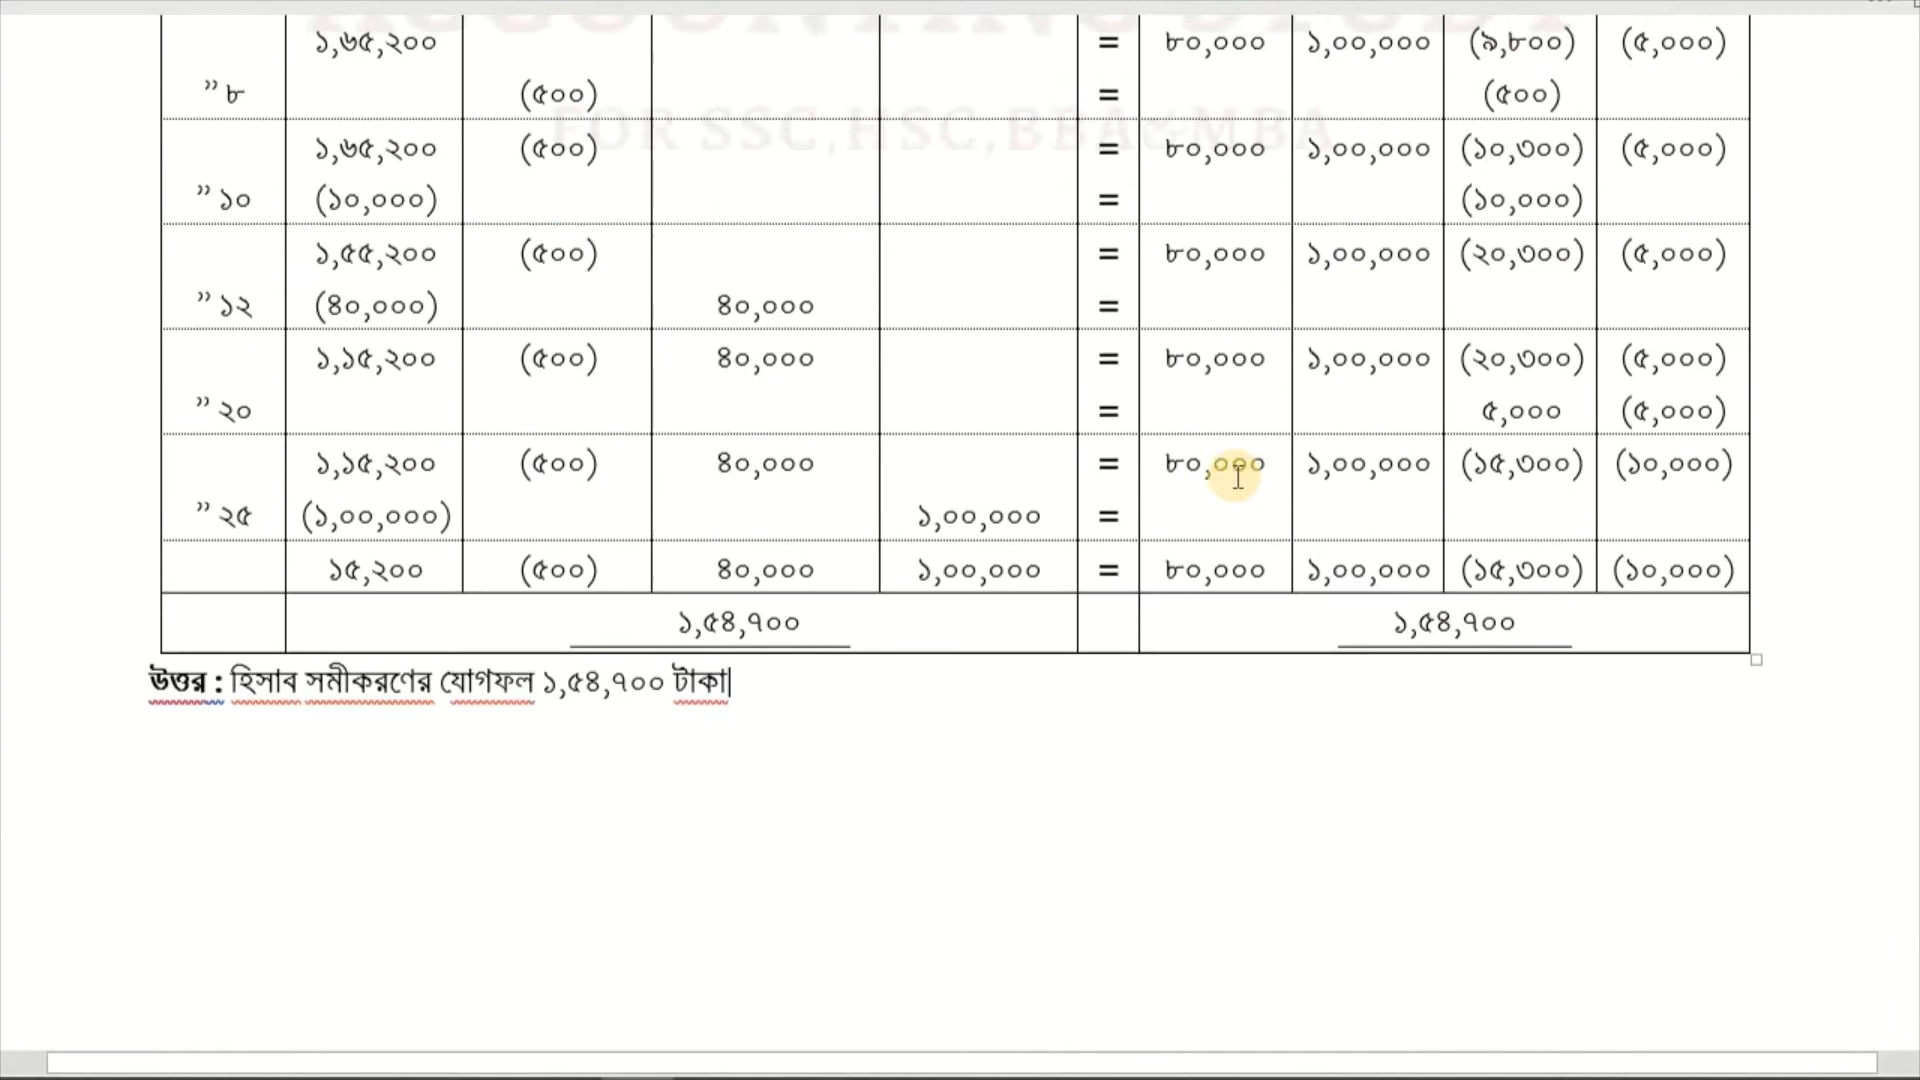 ১,৬৫,২০০ = ৮০,০০০ ১,০০,০০০ (৯,৮০০) (৫,০০০)
” ৮ (৫০০) = (৫০০)
FOR SSC,HSC,BBA&MBA
১,৬৫,২০০ (৫০০) = ৮০,০০০ ১,০০,০০০ (১০,৩০০) (৫,০০০)
” ১০ (১০,০০০) = (১০,০০০)
১,৫৫,২০০ (৫০০) = ৮০,০০০ ১,০০,০০০ (২০,৩০০) (৫,০০০)
” ১২ (৪০,০০০) ৪০,০০০ =
১,১৫,২০০ (৫০০) ৪০,০০০ = ৮০,০০০ ১,০০,০০০ (২০,৩০০) (৫,০০০)
” ২০ = ৫,০০০ (৫,০০০)
১,১৫,২০০ (৫০০) ৪০,০০০ = ৮০,০০০ ১,০০,০০০ (১৫,৩০০) (১০,০০০)
” ২৫ (১,০০,০০০) ১,০০,০০০ =
১৫,২০০ (৫০০) ৪০,০০০ ১,০০,০০০ = ৮০,০০০ ১,০০,০০০ (১৫,৩০০) (১০,০০০)
১,৫৪,৭০০ ১,৫৪,৭০০
উত্তর : হিসাব সমীকরণের যোগফল ১,৫৪,৭০০ টাকা